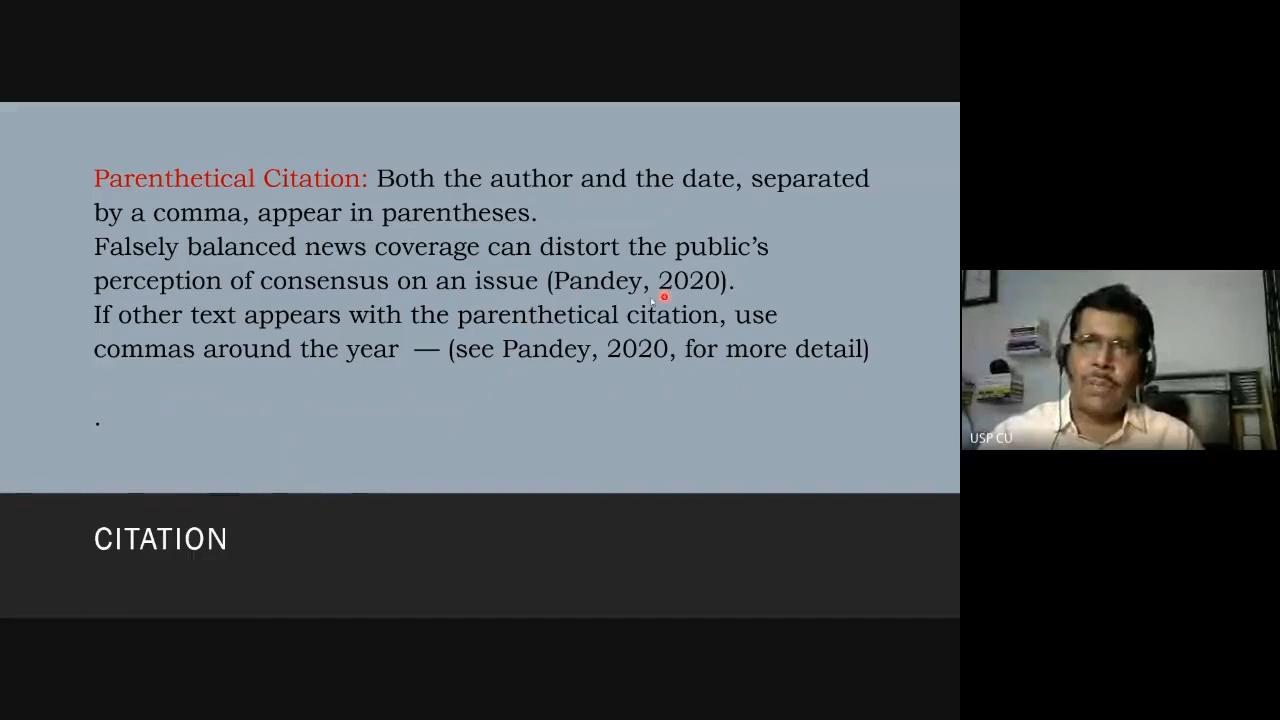 Parenthetical Citation: Both the author and the date, separated
by a comma, appear in parentheses.
Falsely balanced news coverage can distort the public’s
perception of consensus on an issue (Pandey, 2020).
If other text appears with the parenthetical citation, use
commas around the year — (see Pandey, 2020, for more detail)
.
CITATION
USP CU